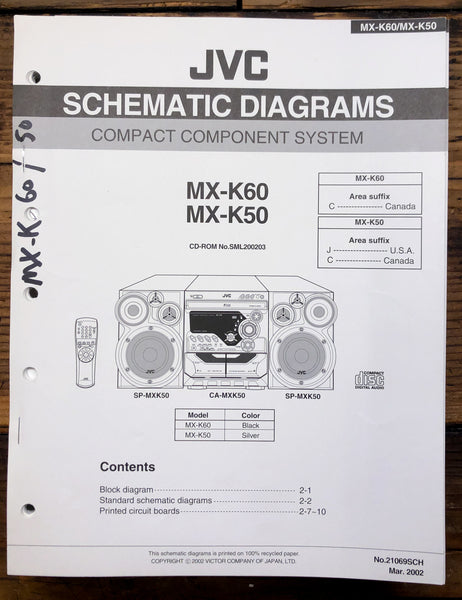 MX-K60/MX-K50
JVC
SCHEMATIC DIAGRAMS
COMPACT COMPONENT SYSTEM
MX-K 60/50
MX-K60
MX-K50
CD-ROM No.SML200203
MX-K60
Area suffix
C ------------------ Canada
MX-K50
Area suffix
J ------------------ U.S.A.
C ------------------ Canada
JVC
JVC
JVC
SP-MXK50 CA-MXK50 SP-MXK50
COMPACT
disc
DIGITAL AUDIO
Model Color
MX-K60 Black
MX-K50 Silver
Contents
Block diagram ------------------------------------ 2-1
Standard schematic diagrams --------------------- 2-2
Printed circuit boards ------------------------------ 2-7~10
This schematic diagrams is printed on 100% recycled paper.
COPYRIGHT © 2002 VICTOR COMPANY OF JAPAN, LTD.
No.21069SCH
Mar. 2002